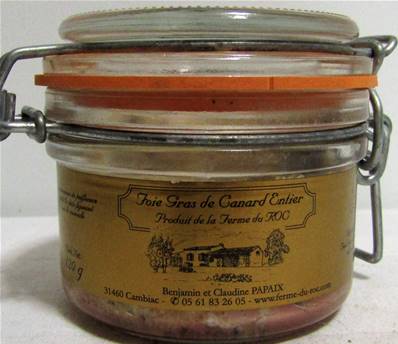 Foie Gras de Canard Entier
Produit de la Ferme du ROC
120 g
Benjamin et Claudine PAPAIX
31460 Cambiac - ✆ 05 61 83 26 05 - www.ferme-du-roc.com